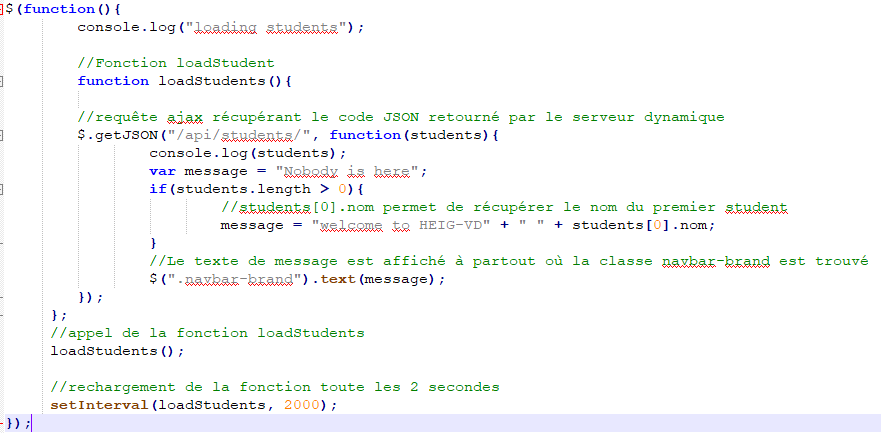 $(function(){
console.log("loading students");
//Fonction loadStudent
function loadStudents(){
//requête ajax récupérant le code JSON retourné par le serveur dynamique
$.getJSON("/api/students/", function(students){
console.log(students);
var message = "Nobody is here";
if(students.length > 0){
//students[0].nom permet de récupérer le nom du premier student
message = "welcome to HEIG-VD" + " " + students[0].nom;
}
//Le texte de message est affiché à partout où la classe navbar-brand est trouvé
$(".navbar-brand").text(message);
});
};
//appel de la fonction loadStudents
loadStudents();
//rechargement de la fonction toute les 2 secondes
setInterval(loadStudents, 2000);
});